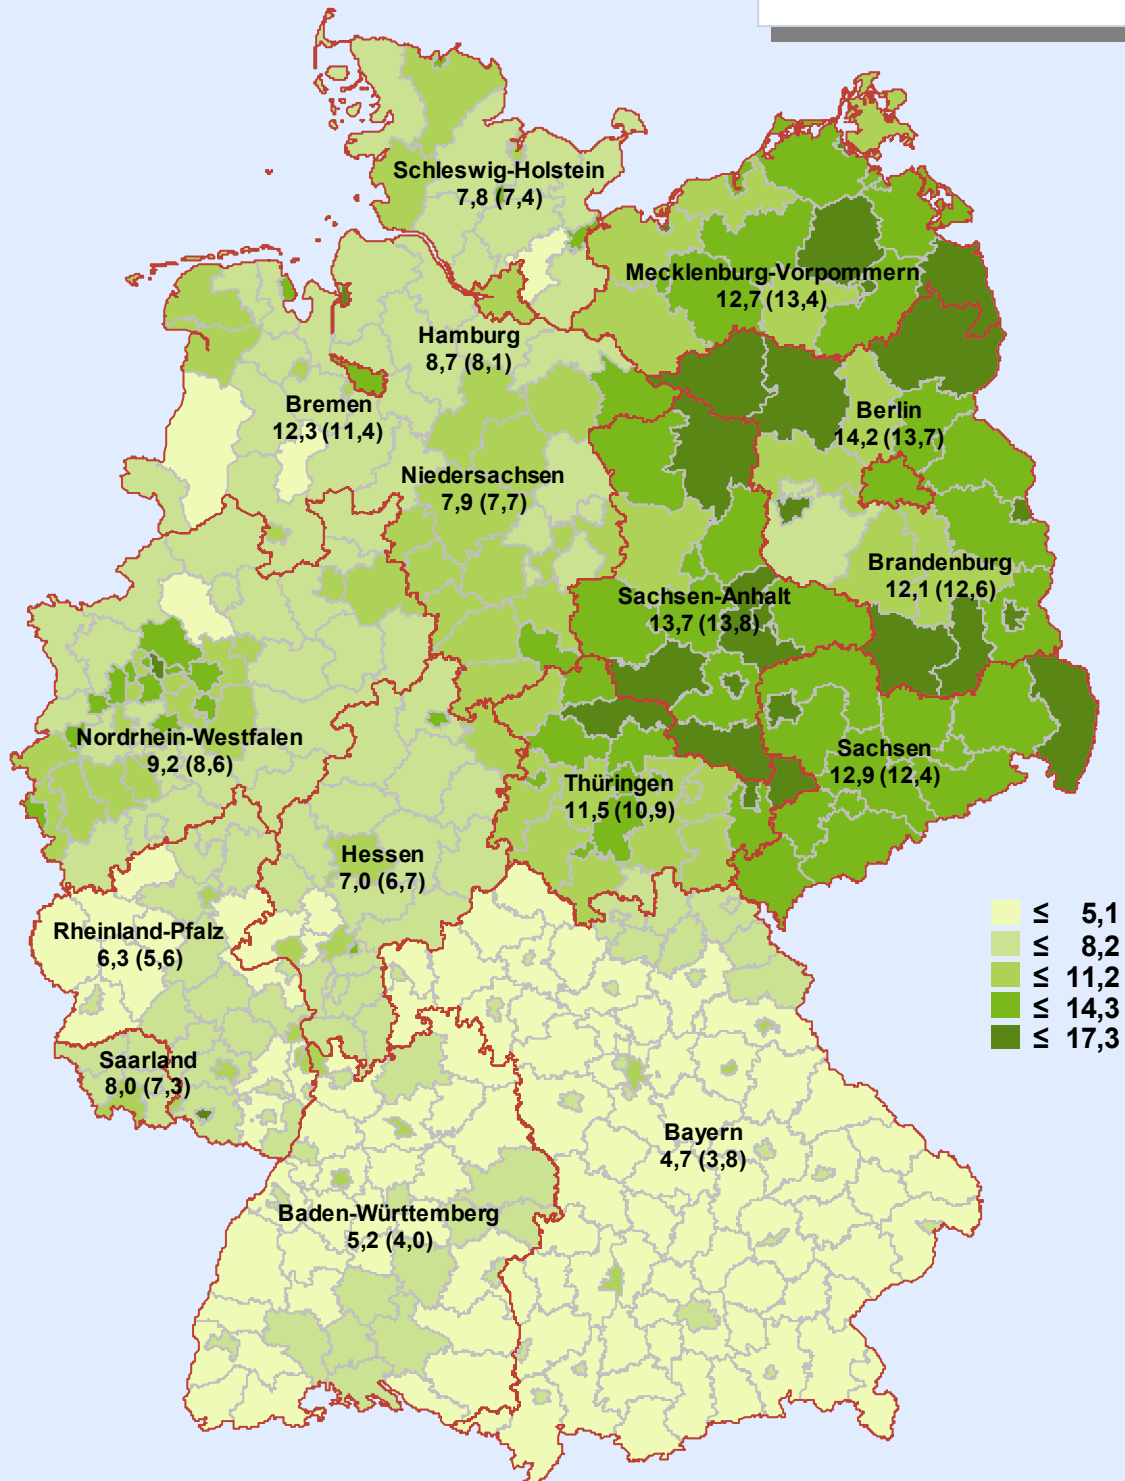 Schleswig-Holstein
7,8 (7,4)
Mecklenburg-Vorpommern
12,7 (13,4)
Hamburg
8,7 (8,1)
Bremen
12,3 (11,4)
Berlin
14,2 (13,7)
Niedersachsen
7,9 (7,7)
Brandenburg
12,1 (12,6)
Sachsen-Anhalt
13,7 (13,8)
Nordrhein-Westfalen
9,2 (8,6)
Sachsen
12,9 (12,4)
Thüringen
11,5 (10,9)
Hessen
7,0 (6,7)
Rheinland-Pfalz
6,3 (5,6)
≤ 5,1
≤ 8,2
≤ 11,2
≤ 14,3
≤ 17,3
Saarland
8,0 (7,3)
Bayern
4,7 (3,8)
Baden-Württemberg
5,2 (4,0)